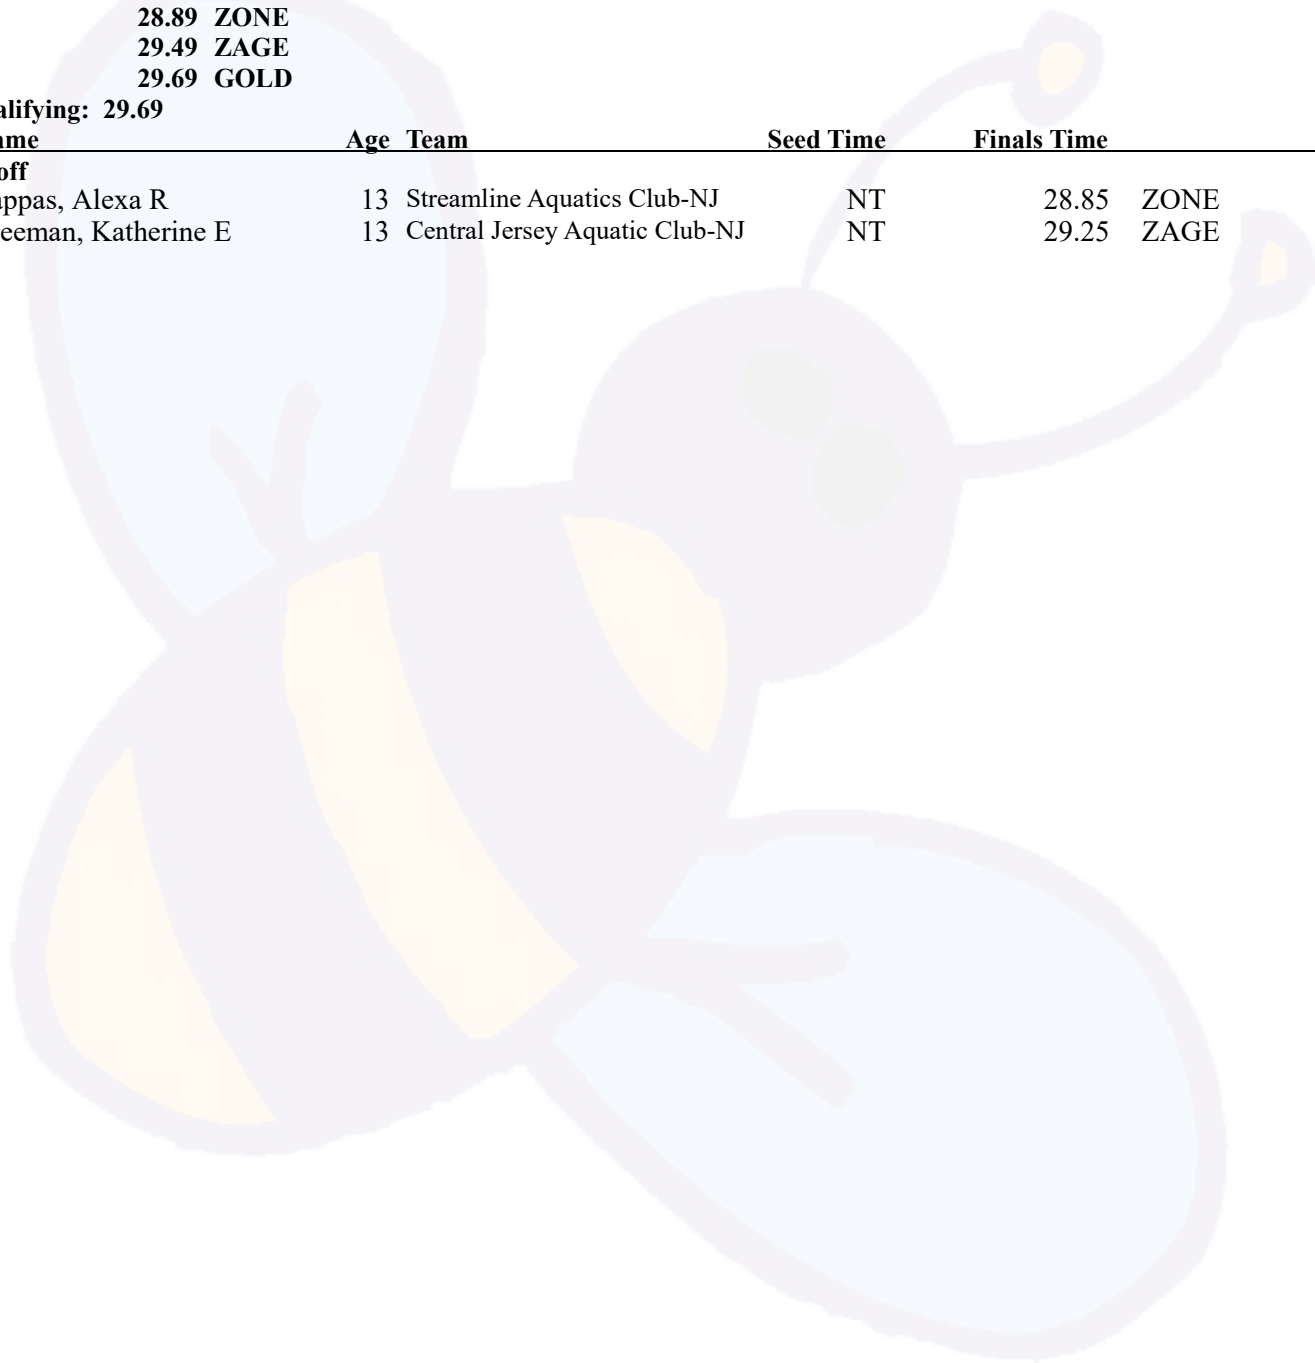 28.89 ZONE
29.49 ZAGE
29.69 GOLD
alifying: 29.69
ame Age Team Seed Time Finals Time
off
appas, Alexa R 13 Streamline Aquatics Club-NJ NT 28.85 ZONE
eeman, Katherine E 13 Central Jersey Aquatic Club-NJ NT 29.25 ZAGE